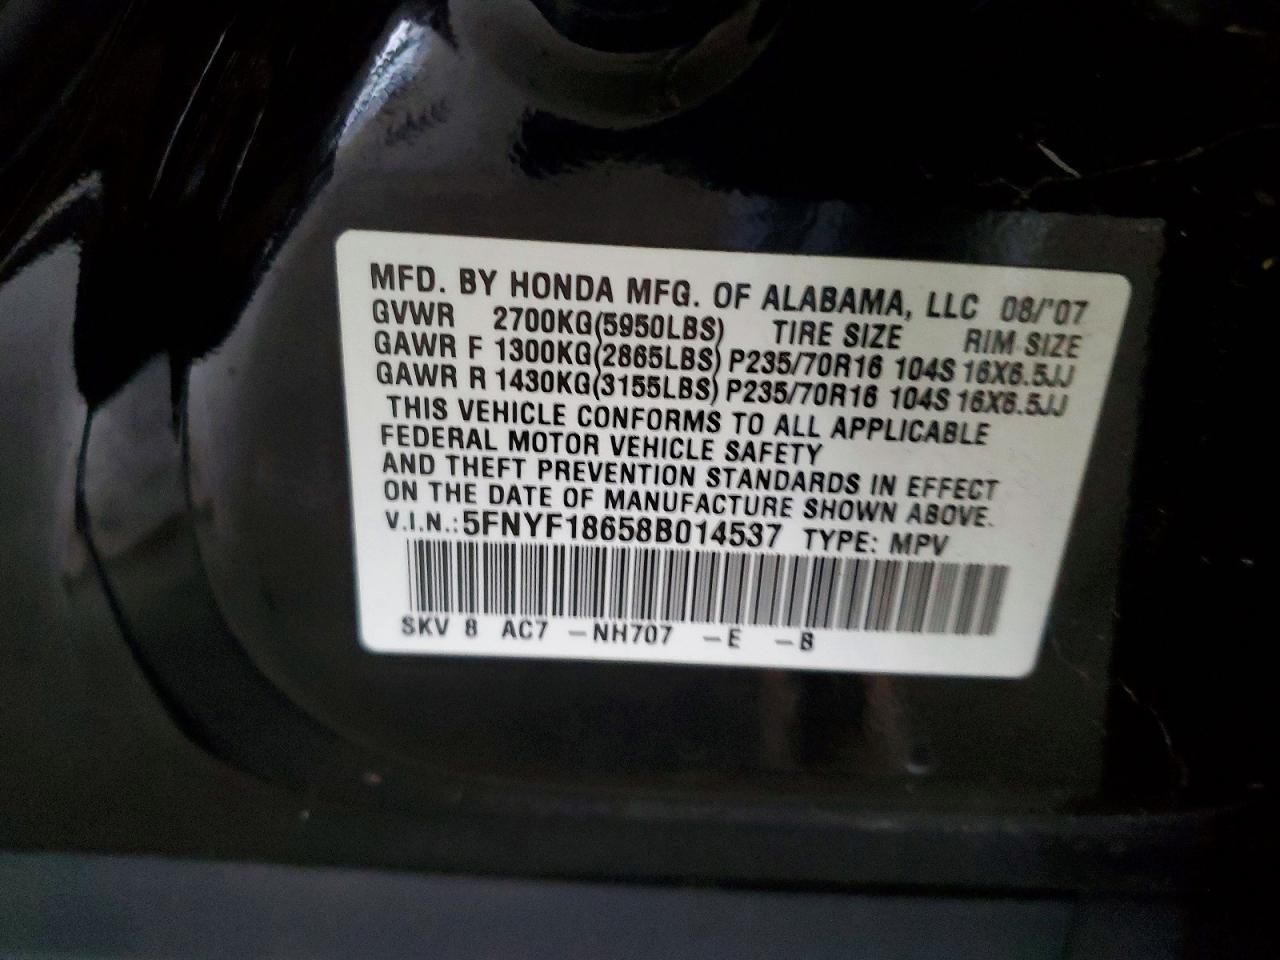 MFD. BY HONDA MFG. OF ALABAMA, LLC 08/'07
GVWR 2700KG(5950LBS) TIRE SIZE RIM SIZE
GAWR F 1300KG(2865LBS) P235/70R16 104S 16X6.5JJ
GAWR R 1430KG(3155LBS) P235/70R16 104S 16X6.5JJ
THIS VEHICLE CONFORMS TO ALL APPLICABLE
FEDERAL MOTOR VEHICLE SAFETY
AND THEFT PREVENTION STANDARDS IN EFFECT
ON THE DATE OF MANUFACTURE SHOWN ABOVE.
V.I.N.:5FNYF18658B014537 TYPE: MPV
SKV 8 AC7 -NH707 -E -B